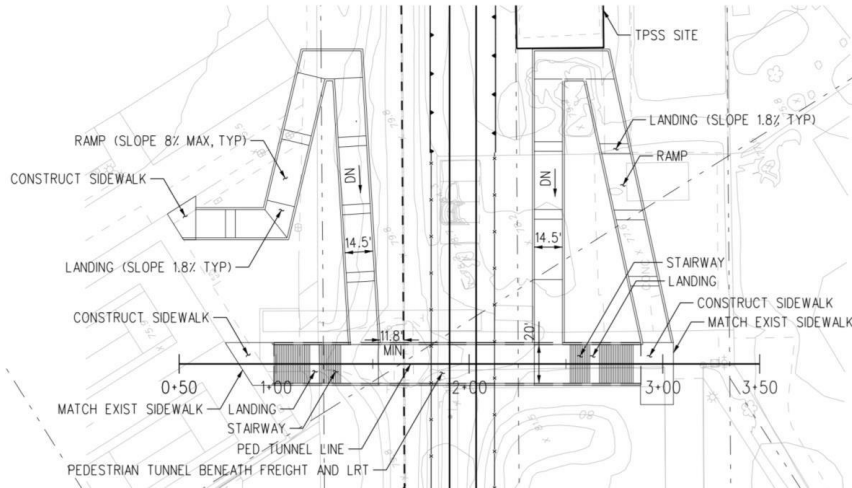 TPSS SITE
LANDING (SLOPE 1.8% TYP)
RAMP (SLOPE 8% MAX, TYP)
RAMP
CONSTRUCT SIDEWALK
DN
DN
14.5'
14.5'
LANDING (SLOPE 1.8% TYP)
STAIRWAY
LANDING
CONSTRUCT SIDEWALK
CONSTRUCT SIDEWALK
MATCH EXIST SIDEWALK
11.8'
MIN
20'
0+50
1+00
2+00
3+00
3+50
MATCH EXIST SIDEWALK
LANDING
STAIRWAY
PED TUNNEL LINE
PEDESTRIAN TUNNEL BENEATH FREIGHT AND LRT
80